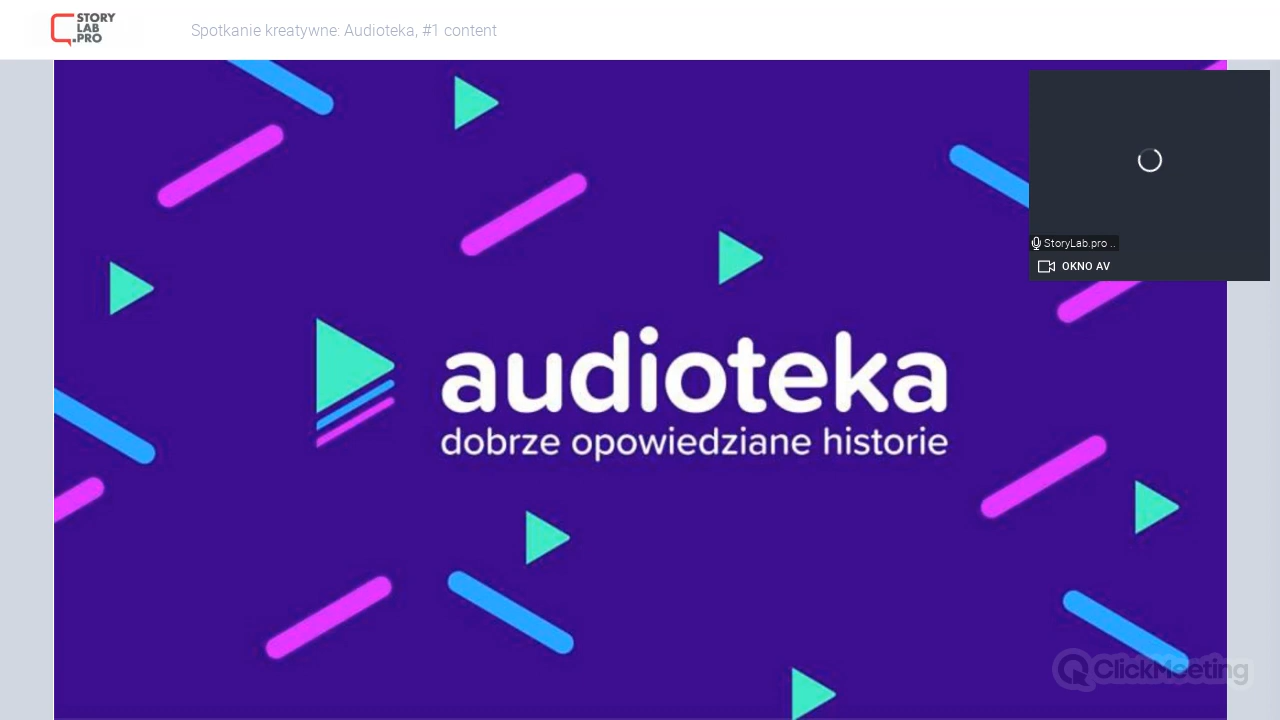 STORY
LAB
.PRO
Spotkanie kreatywne: Audioteka, #1 content
StoryLab.pro ..
OKNO AV
audioteka
dobrze opowiedziane historie
ClickMeeting